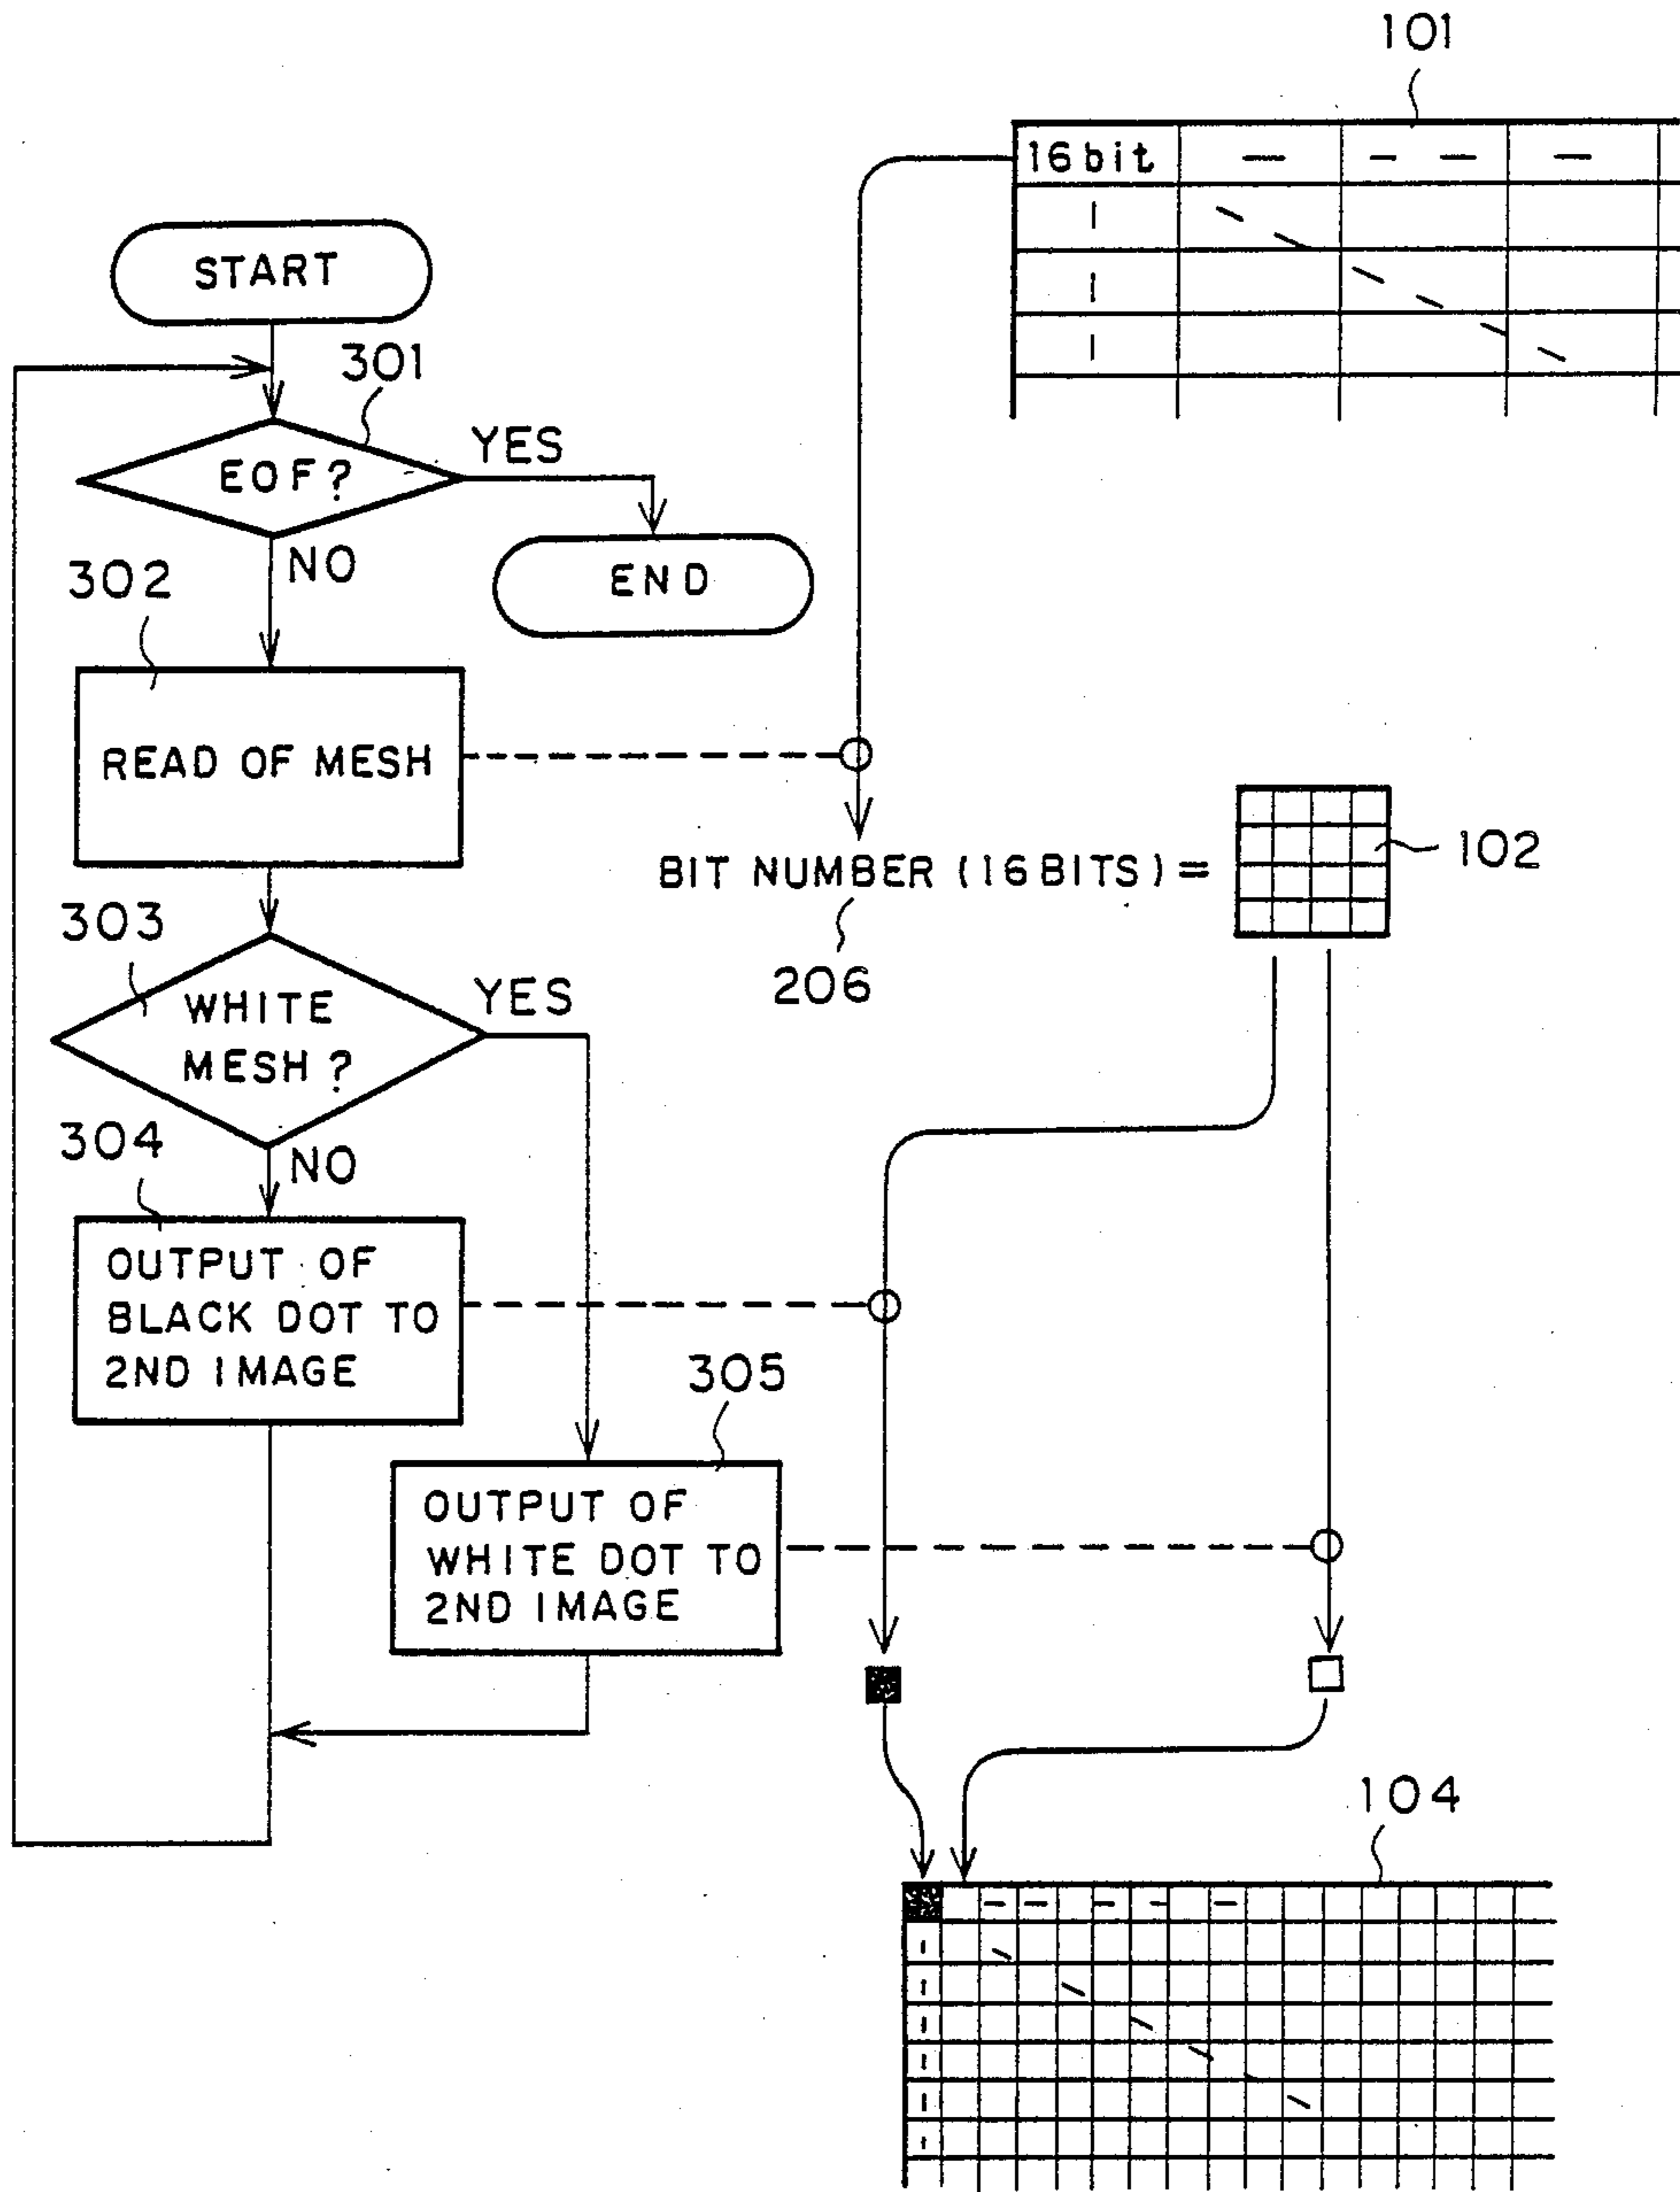 101
16bit
START
301
EOF?
YES
NO
END
302
READ OF MESH
BIT NUMBER (16BITS) =
102
206
303
WHITE
MESH?
YES
NO
304
OUTPUT OF
BLACK DOT TO
2ND IMAGE
305
OUTPUT OF
WHITE DOT TO
2ND IMAGE
104